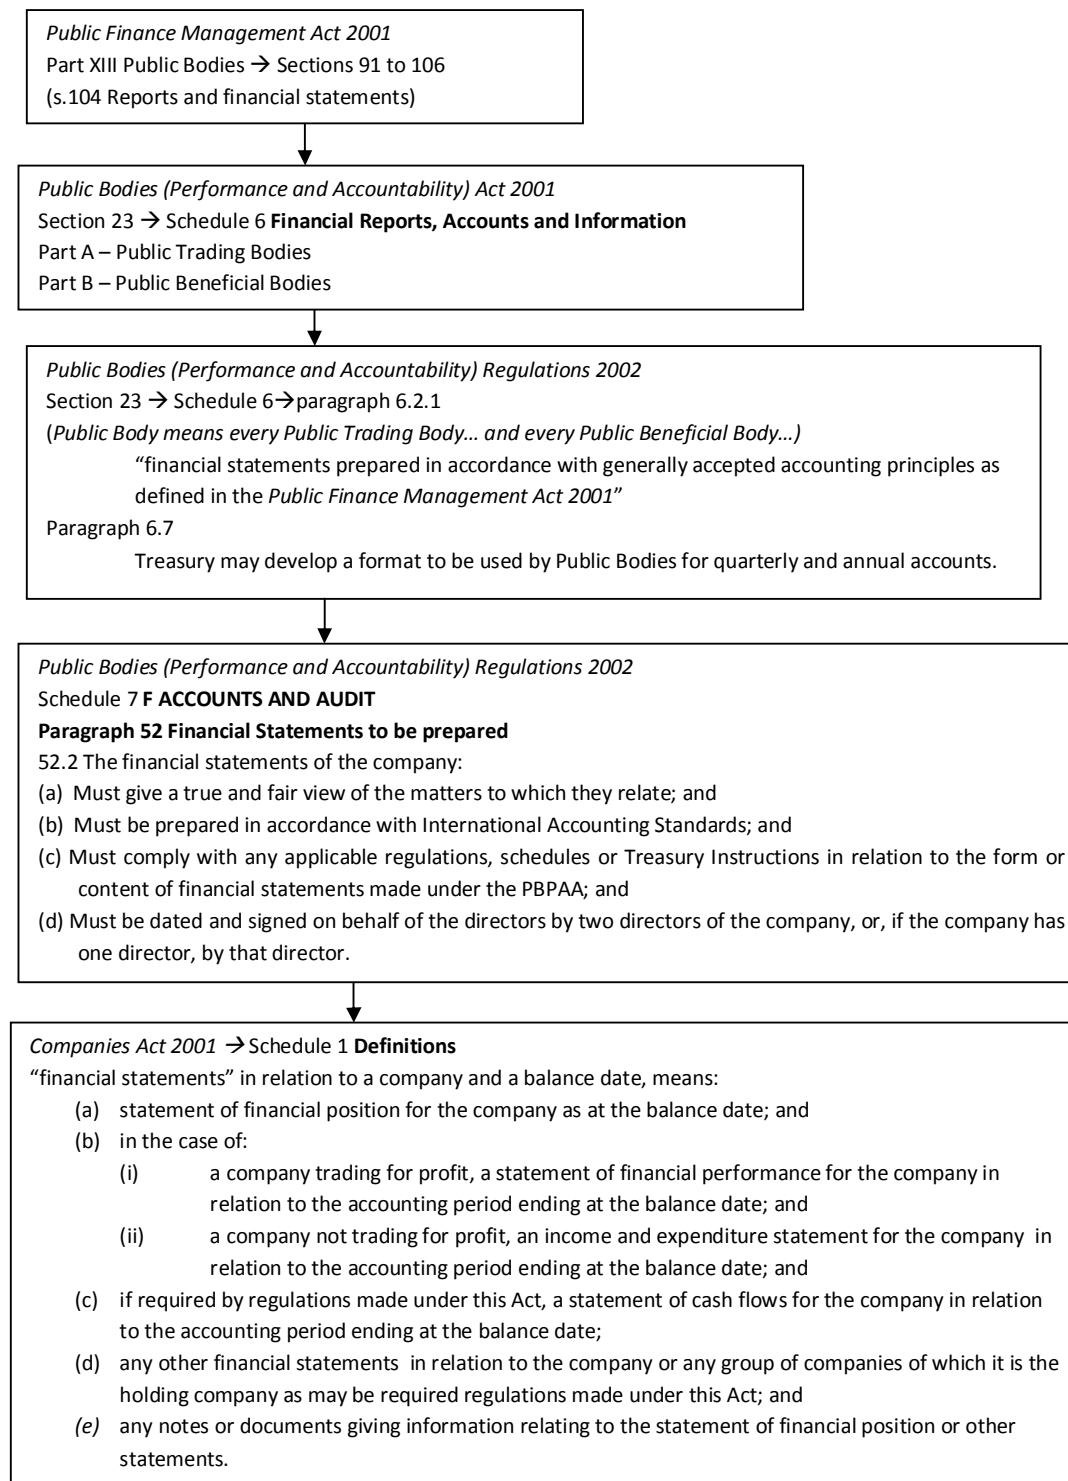 Public Finance Management Act 2001
Part XIII Public Bodies → Sections 91 to 106
(s.104 Reports and financial statements)
Public Bodies (Performance and Accountability) Act 2001
Section 23 → Schedule 6 Financial Reports, Accounts and Information
Part A – Public Trading Bodies
Part B – Public Beneficial Bodies
Public Bodies (Performance and Accountability) Regulations 2002
Section 23 → Schedule 6→paragraph 6.2.1
(Public Body means every Public Trading Body… and every Public Beneficial Body…)
“financial statements prepared in accordance with generally accepted accounting principles as
defined in the Public Finance Management Act 2001”
Paragraph 6.7
Treasury may develop a format to be used by Public Bodies for quarterly and annual accounts.
Public Bodies (Performance and Accountability) Regulations 2002
Schedule 7 F ACCOUNTS AND AUDIT
Paragraph 52 Financial Statements to be prepared
52.2 The financial statements of the company:
(a) Must give a true and fair view of the matters to which they relate; and
(b) Must be prepared in accordance with International Accounting Standards; and
(c) Must comply with any applicable regulations, schedules or Treasury Instructions in relation to the form or
content of financial statements made under the PBPAA; and
(d) Must be dated and signed on behalf of the directors by two directors of the company, or, if the company has
one director, by that director.
Companies Act 2001 → Schedule 1 Definitions
“financial statements” in relation to a company and a balance date, means:
(a) statement of financial position for the company as at the balance date; and
(b) in the case of:
(i) a company trading for profit, a statement of financial performance for the company in
relation to the accounting period ending at the balance date; and
(ii) a company not trading for profit, an income and expenditure statement for the company in
relation to the accounting period ending at the balance date; and
(c) if required by regulations made under this Act, a statement of cash flows for the company in relation
to the accounting period ending at the balance date;
(d) any other financial statements in relation to the company or any group of companies of which it is the
holding company as may be required regulations made under this Act; and
(e) any notes or documents giving information relating to the statement of financial position or other
statements.